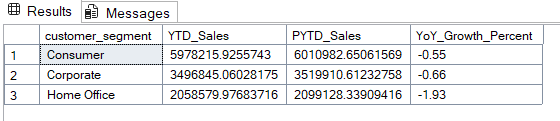 Results Messages
customer_segment YTD_Sales PYTD_Sales YoY_Growth_Percent
1 Consumer 5978215.9255743 6010982.65061569 -0.55
2 Corporate 3496845.06028175 3519910.61232758 -0.66
3 Home Office 2058579.97683716 2099128.33909416 -1.93